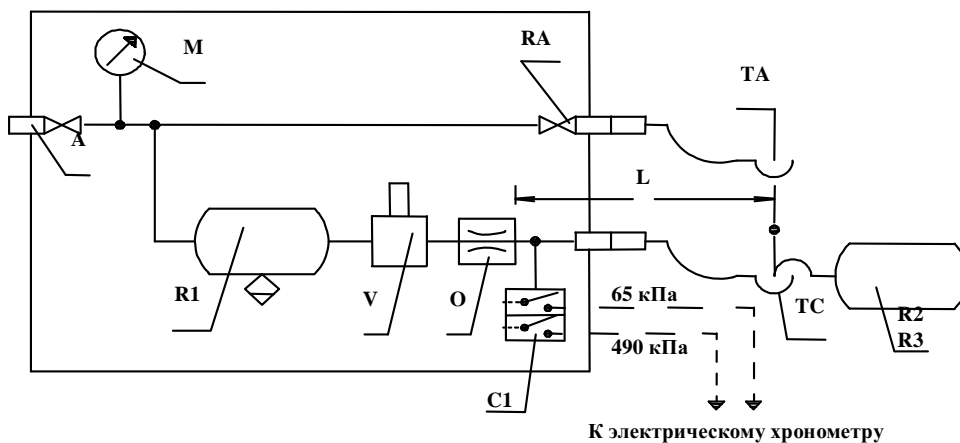 M
RA
TA
A
L
R1
V
O
65 кПа
TC
R2
R3
490 кПа
C1
К электрическому хронометру